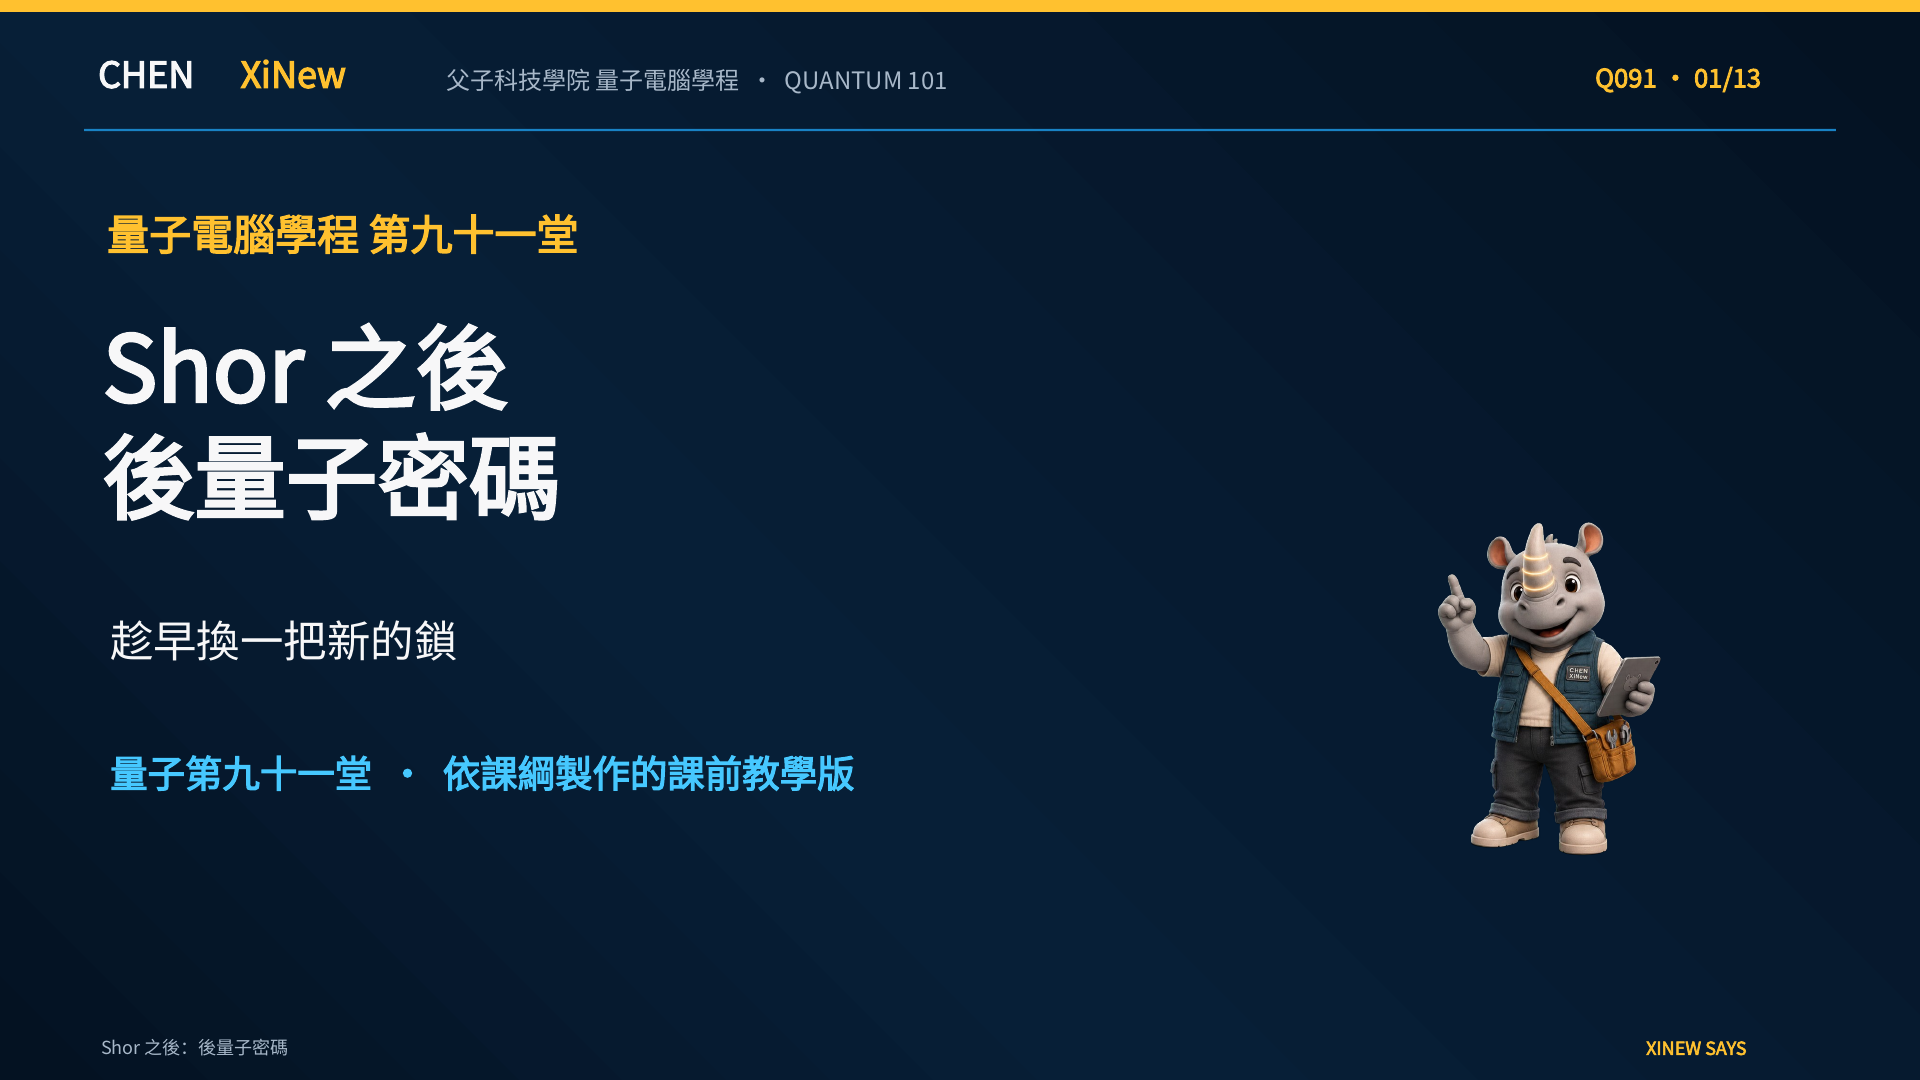 CHEN XiNew 父子科技學院 量子電腦學程 • QUANTUM 101 Q091 • 01/13
量子電腦學程 第九十一堂
Shor 之後
後量子密碼
趁早換一把新的鎖
CHEN
XiNew
量子第九十一堂 • 依課綱製作的課前教學版
Shor 之後：後量子密碼 XINEW SAYS